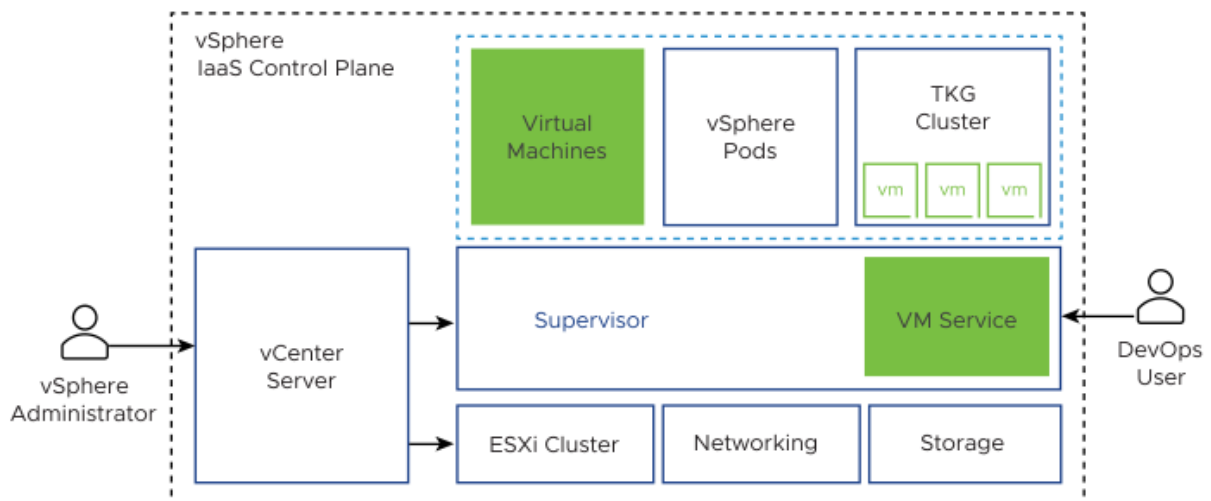 vSphere
IaaS Control Plane
Virtual
Machines
vSphere
Pods
TKG
Cluster
vm
vm
vm
vSphere
Administrator
vCenter
Server
Supervisor
VM Service
DevOps
User
ESXi Cluster
Networking
Storage